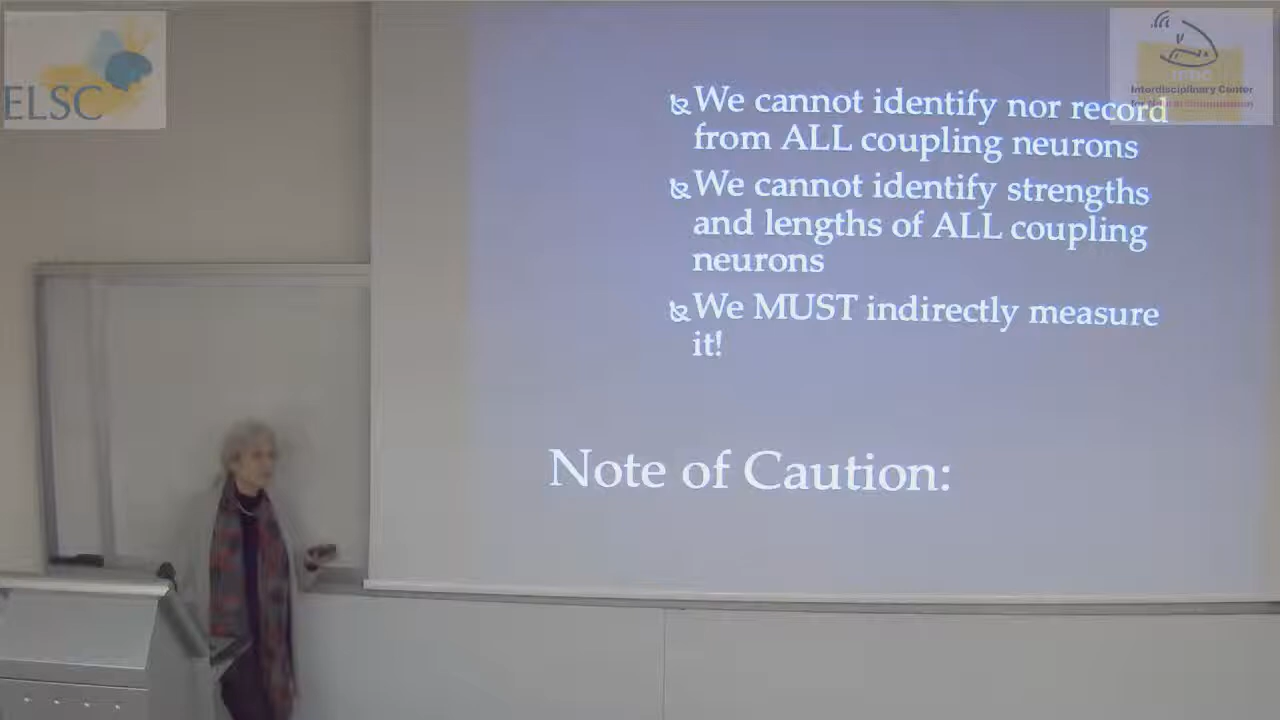 ELSC
Interdisciplinary Center
We cannot identify nor record
from ALL coupling neurons
We cannot identify strengths
and lengths of ALL coupling
neurons
We MUST indirectly measure
it!
Note of Caution: